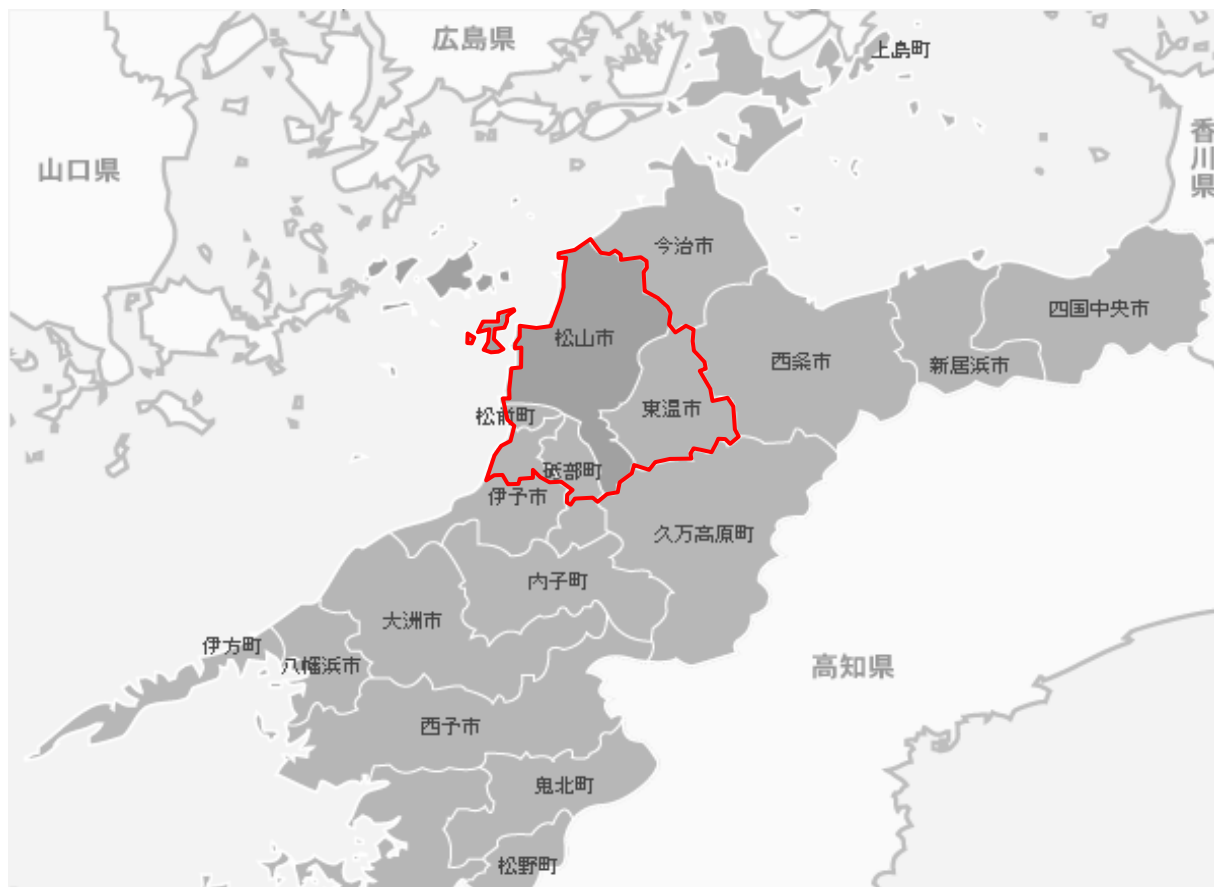 広島県
上島町
香川県
山口県
今治市
四国中央市
松山市
西条市
新居浜市
東温市
松前町
砥部町
伊予市
久万高原町
内子町
大洲市
伊方町
八幡浜市
高知県
西予市
鬼北町
松野町